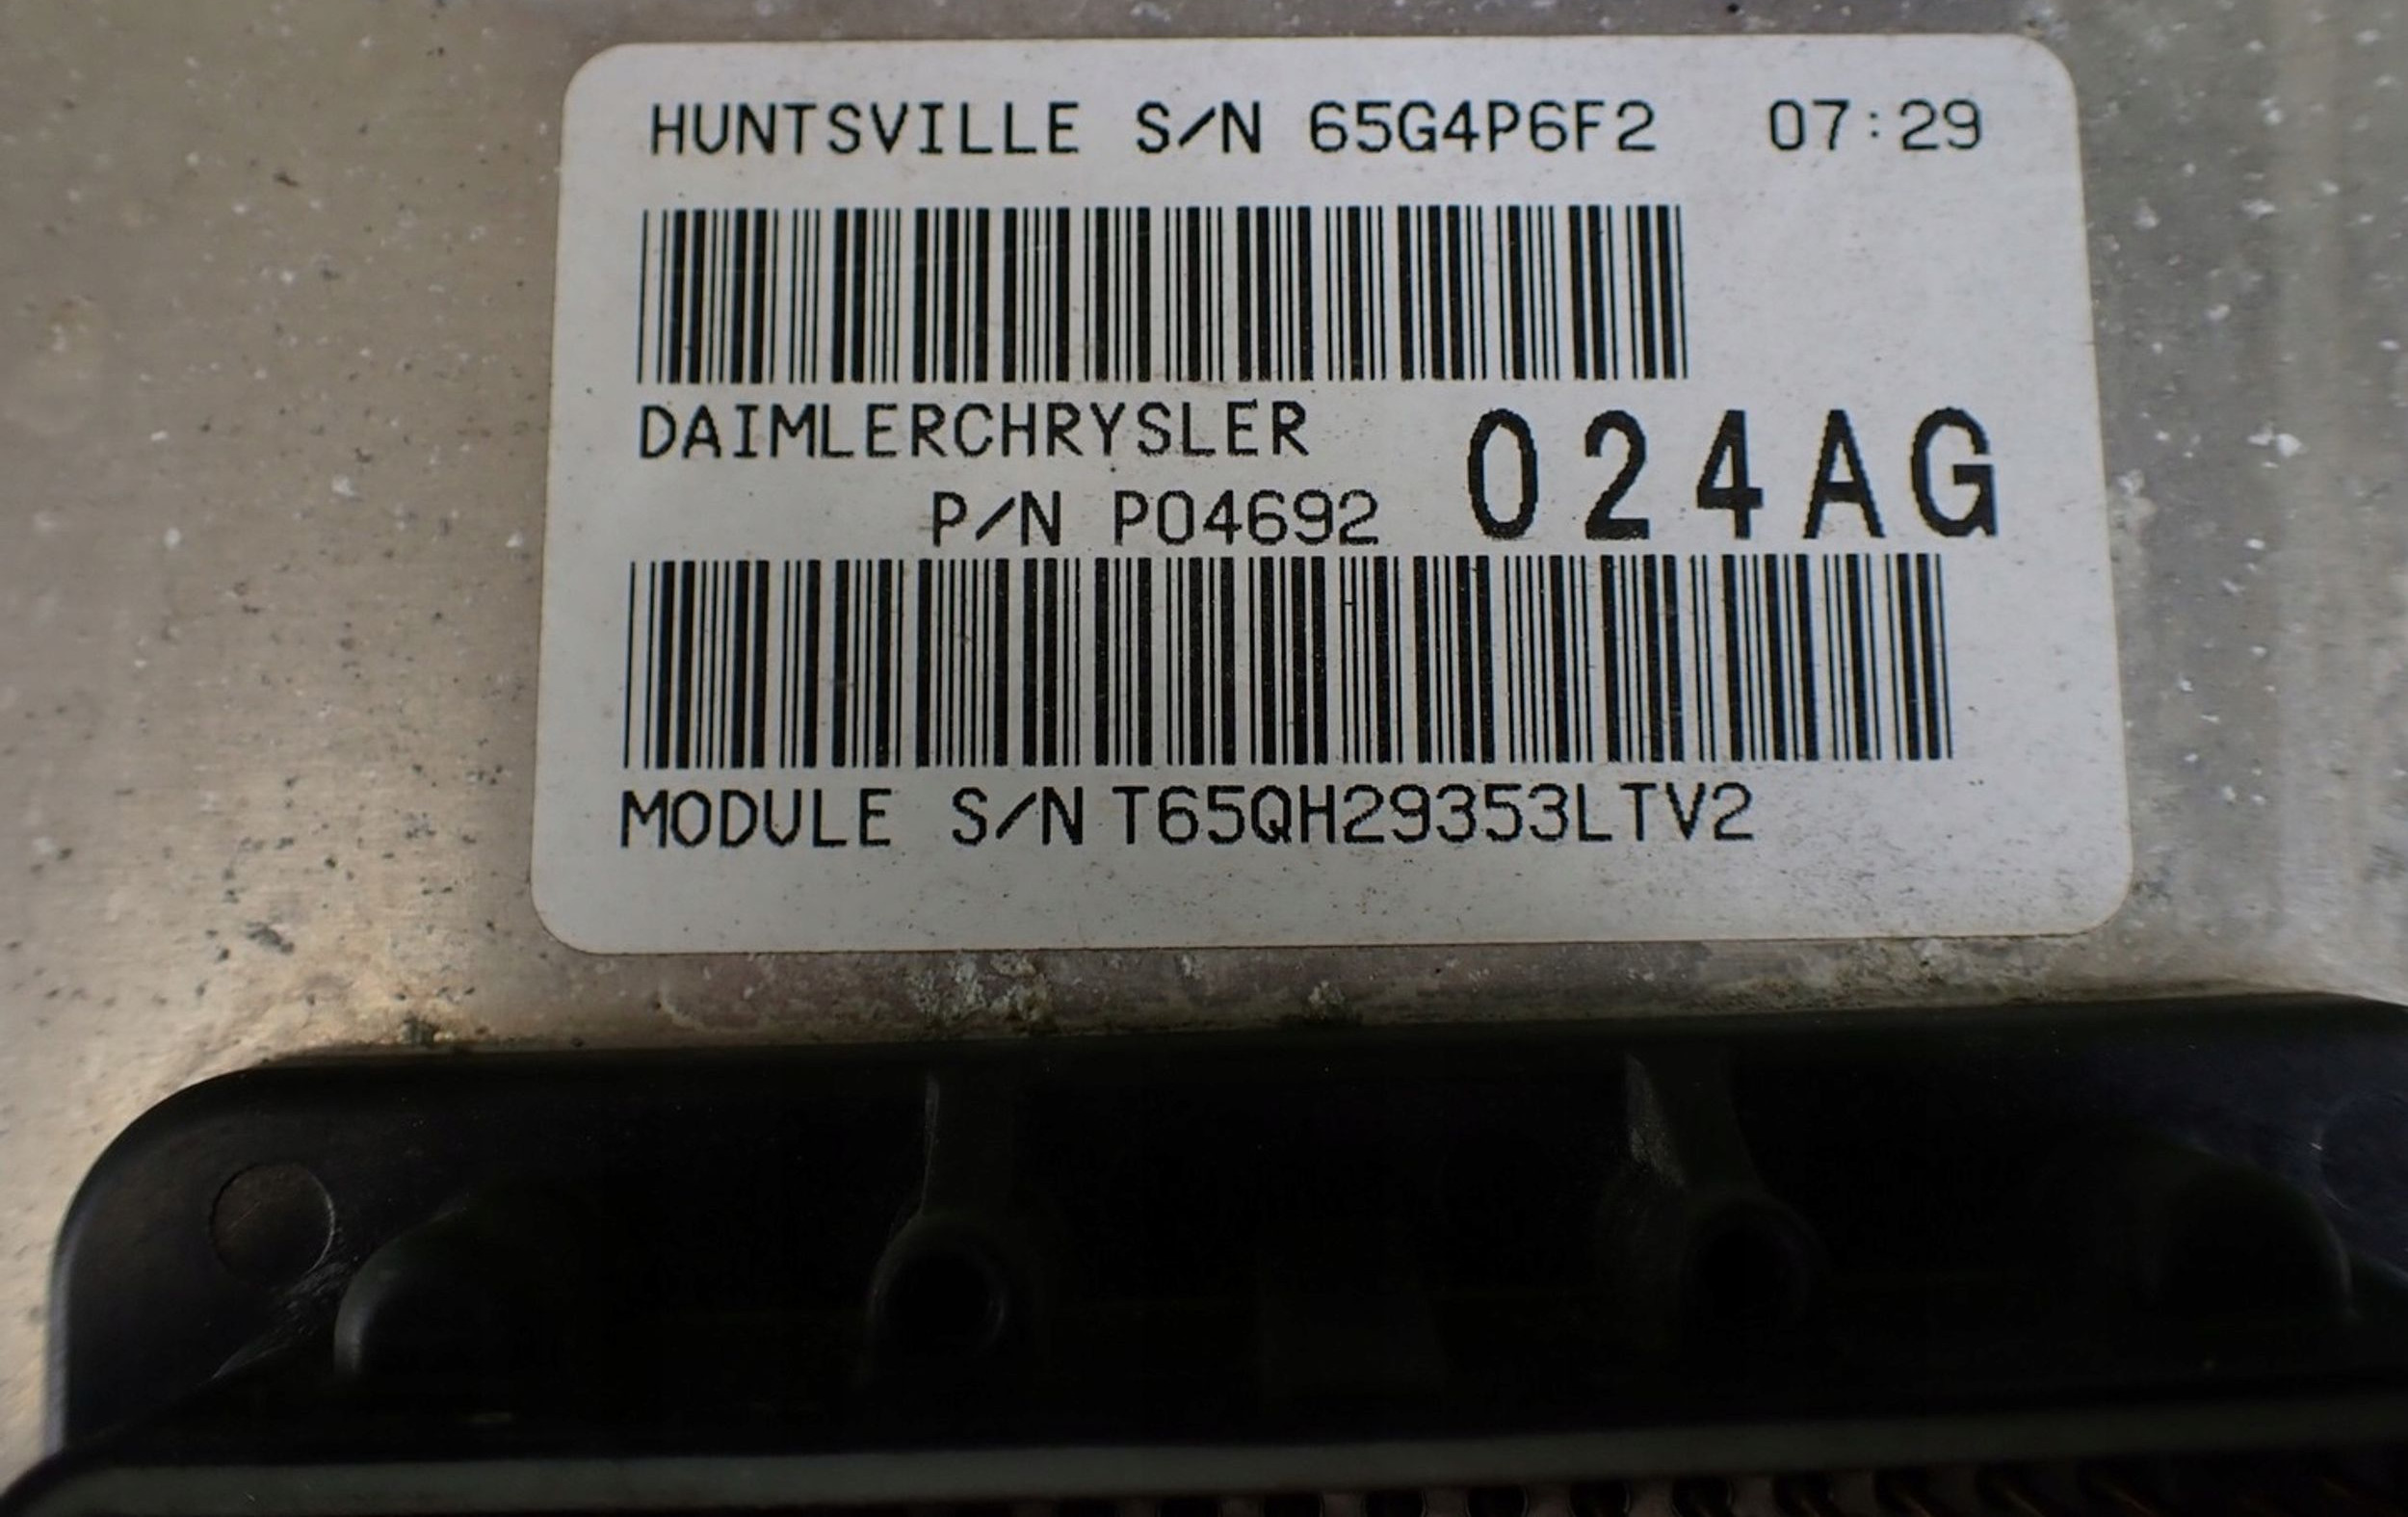 HUNTSVILLE S/N 65G4P6F2 07:29
DAIMLERCHRYSLER
P/N P04692 024AG
MODULE S/N T65QH29353LTV2